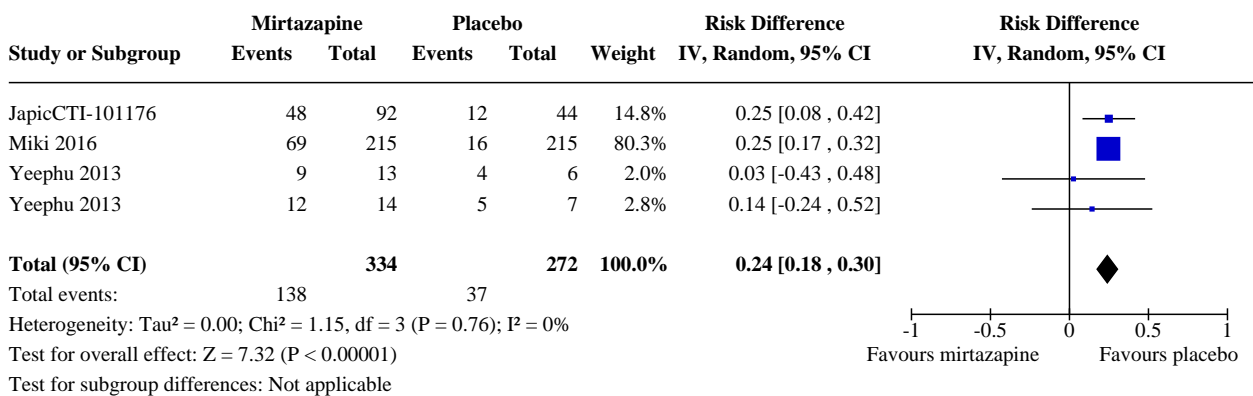 Mirtazapine Placebo Risk Difference Risk Difference
Study or Subgroup Events Total Events Total Weight IV, Random, 95% CI IV, Random, 95% CI
JapicCTI-101176 48 92 12 44 14.8% 0.25 [0.08 , 0.42]
Miki 2016 69 215 16 215 80.3% 0.25 [0.17 , 0.32]
Yeephu 2013 9 13 4 6 2.0% 0.03 [-0.43 , 0.48]
Yeephu 2013 12 14 5 7 2.8% 0.14 [-0.24 , 0.52]
Total (95% CI) 334 272 100.0% 0.24 [0.18 , 0.30]
Total events: 138 37
Heterogeneity: Tau² = 0.00; Chi² = 1.15, df = 3 (P = 0.76); I² = 0%
-1 -0.5 0 0.5 1
Test for overall effect: Z = 7.32 (P < 0.00001)
Favours mirtazapine Favours placebo
Test for subgroup differences: Not applicable